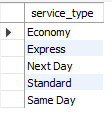 service_type
Economy
Express
Next Day
Standard
Same Day